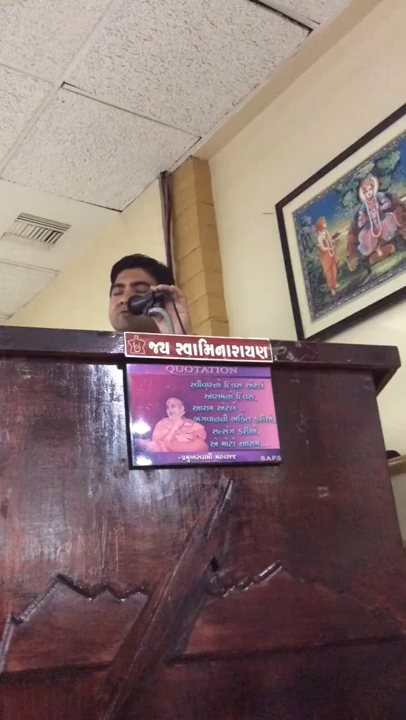 જય સ્વામિનારાયણ
QUOTATION
રવીવારનો દિવસ એટલે
આરામનો દિવસ,
આરામ એટલે ...
ભગવાનની ભક્તિ કરીએ,
સત્સંગ કરીએ,
એ મોટો આરામ...
-પ્રમુખસ્વામી મહારાજ
B.A.P.S